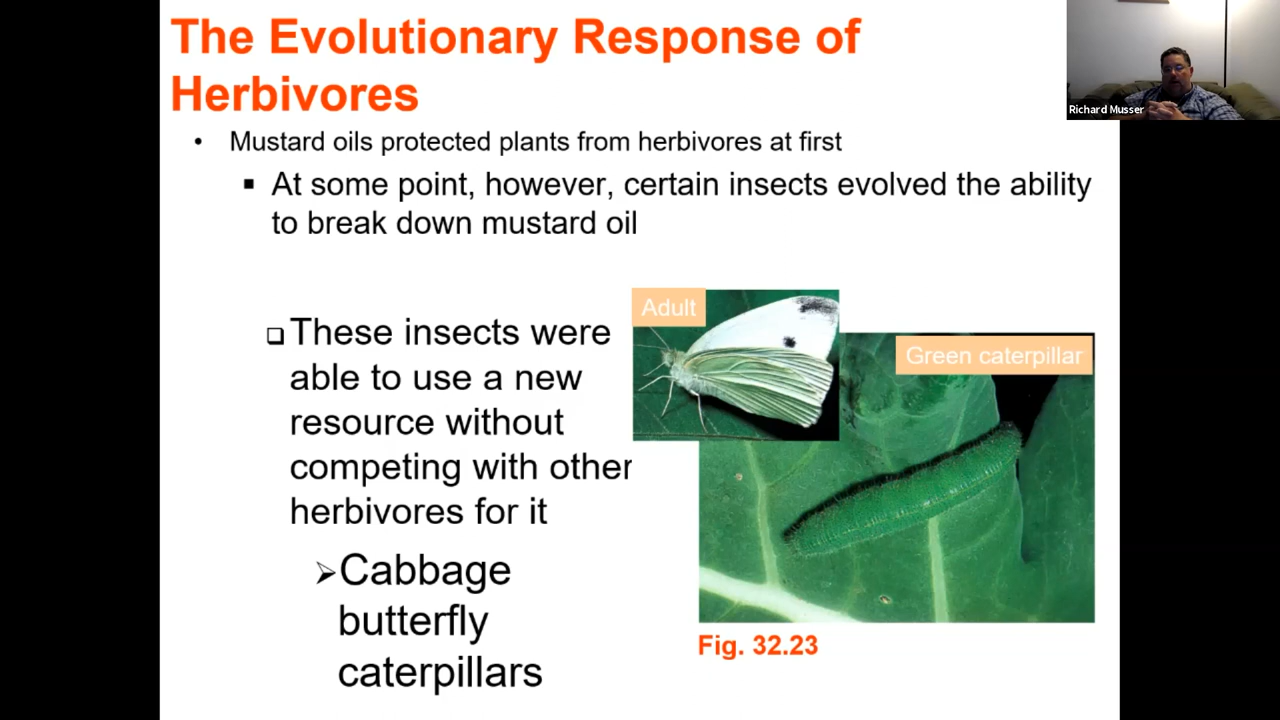 The Evolutionary Response of
Herbivores
• Mustard oils protected plants from herbivores at first
▪ At some point, however, certain insects evolved the ability
to break down mustard oil
❑ These insects were
able to use a new
resource without
competing with other
herbivores for it
➢ Cabbage
butterfly
caterpillars
Adult
Green caterpillar
Fig. 32.23
Richard Musser